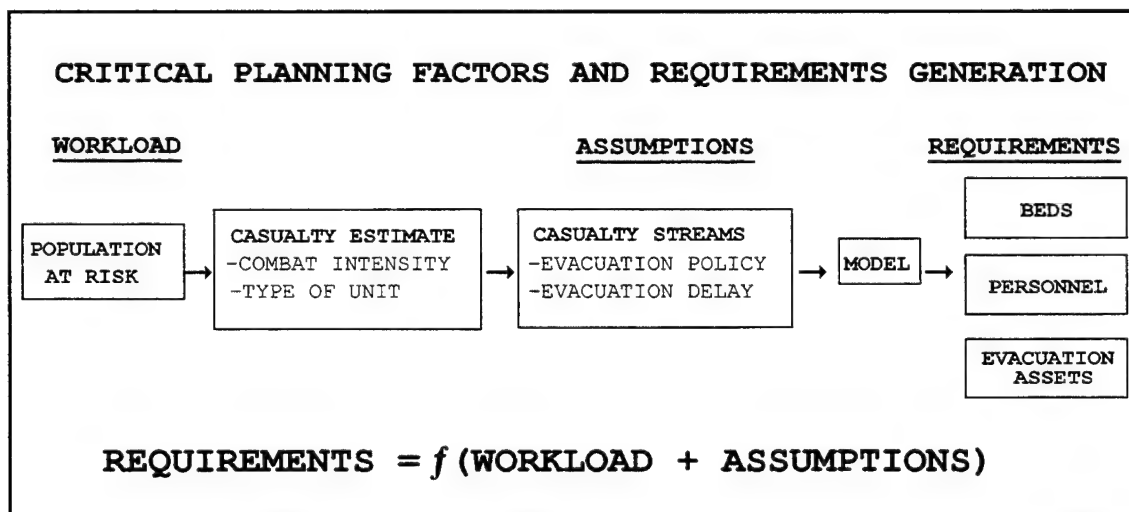 CRITICAL PLANNING FACTORS AND REQUIREMENTS GENERATION
WORKLOAD
ASSUMPTIONS
REQUIREMENTS
POPULATION
AT RISK
CASUALTY ESTIMATE
-COMBAT INTENSITY
-TYPE OF UNIT
CASUALTY STREAMS
-EVACUATION POLICY
-EVACUATION DELAY
MODEL
BEDS
PERSONNEL
EVACUATION
ASSETS
REQUIREMENTS = f (WORKLOAD + ASSUMPTIONS)